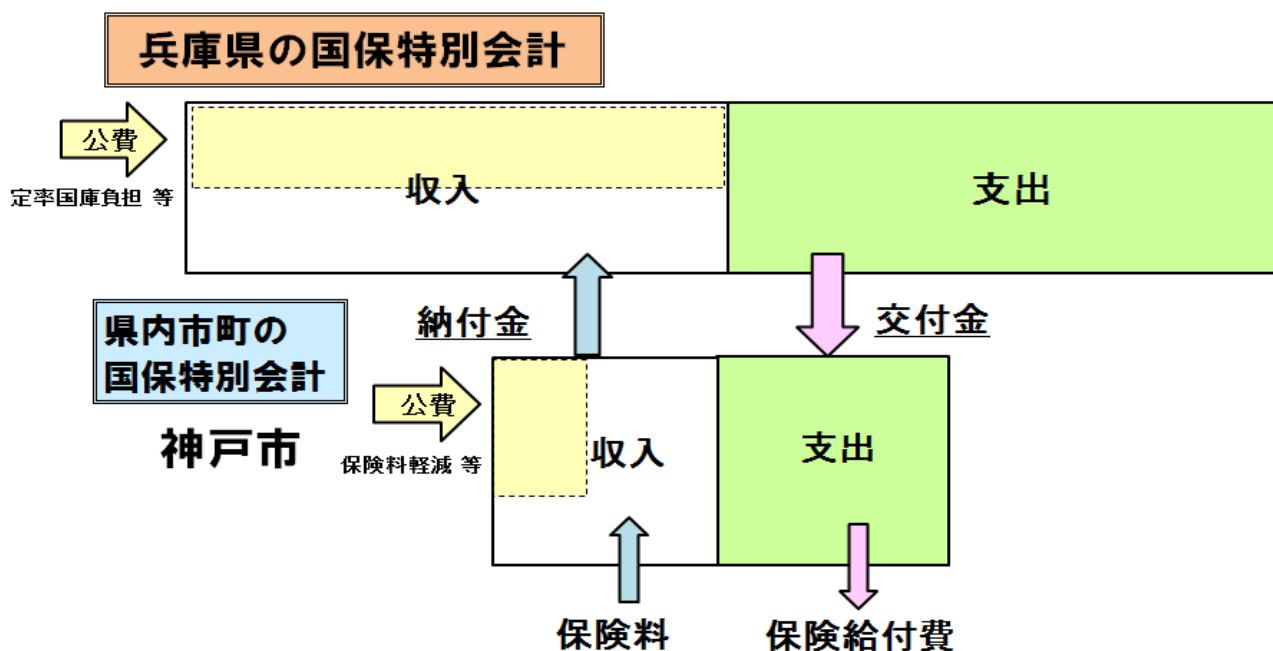 兵庫県の国保特別会計
公費
定率国庫負担 等
収入
支出
県内市町の
国保特別会計
納付金
交付金
神戸市
公費
保険料軽減 等
収入
支出
保険料
保険給付費